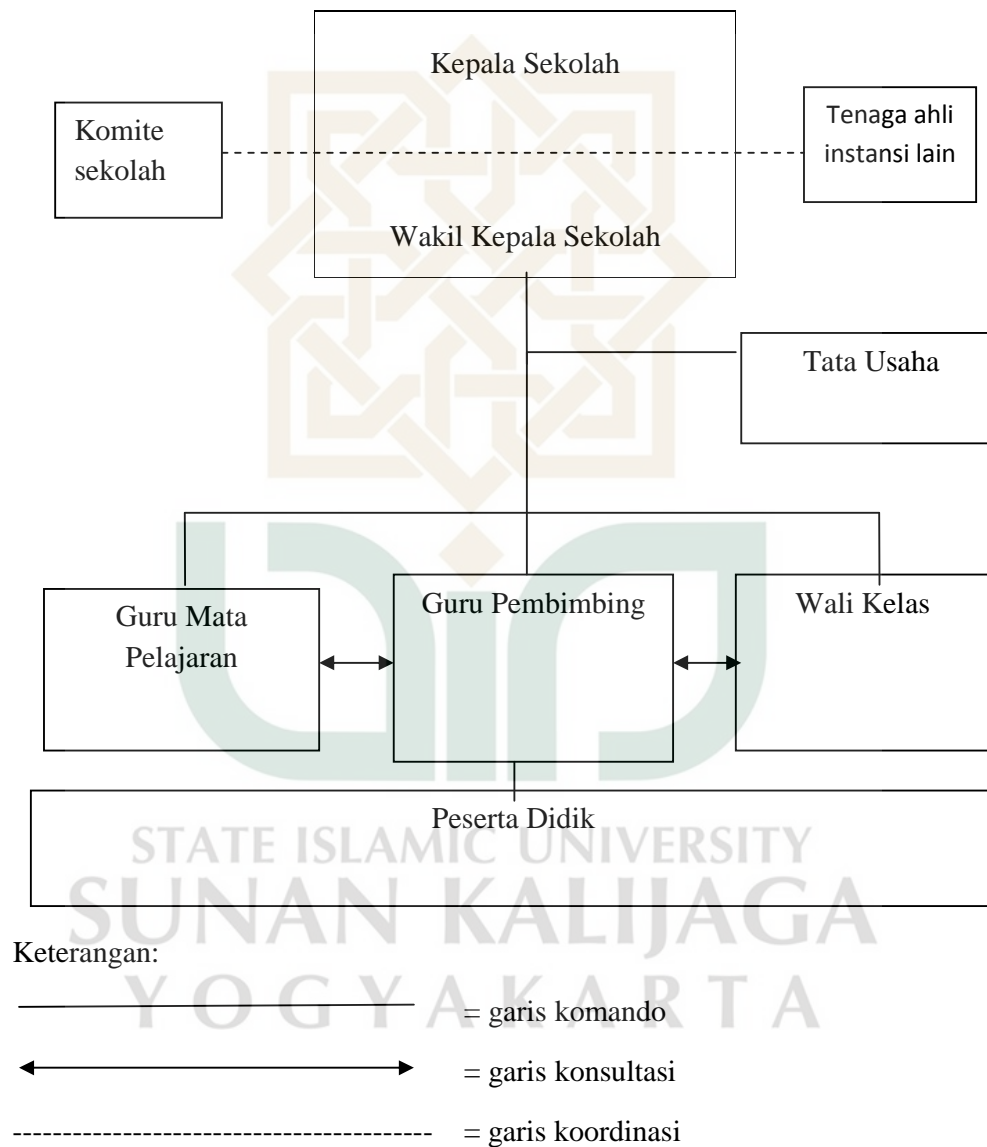 Kepala Sekolah
Komite
sekolah
Tenaga ahli
instansi lain
Wakil Kepala Sekolah
Tata Usaha
Guru Mata
Pelajaran
Guru Pembimbing
Wali Kelas
Peserta Didik
STATE ISLAMIC UNIVERSITY
SUNAN KALIJAGA
YOGYAKARTA
Keterangan:
= garis komando
= garis konsultasi
= garis koordinasi